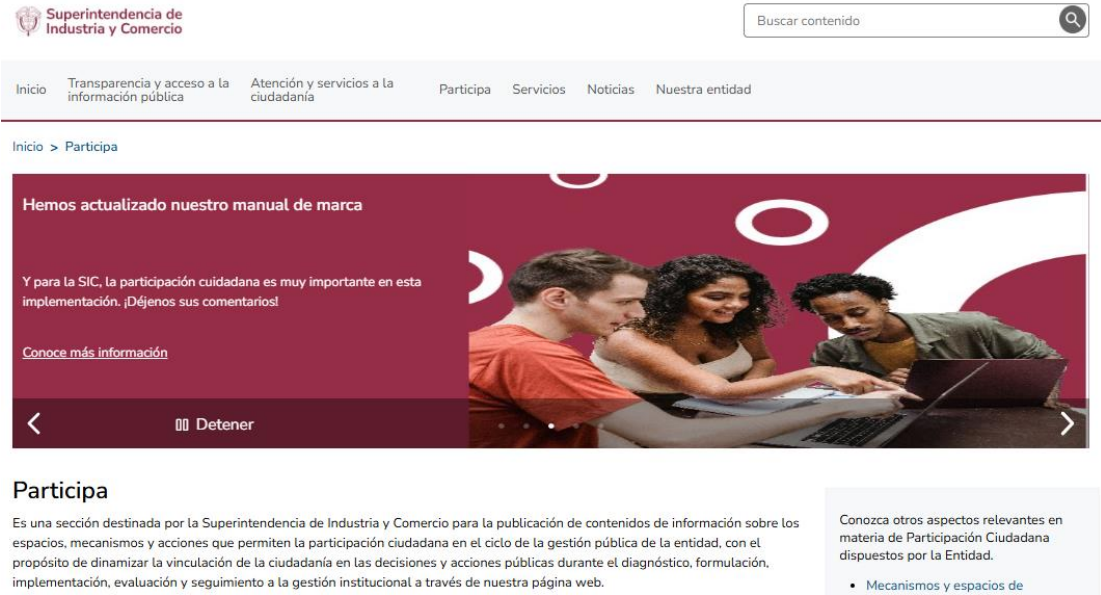 Superintendencia de
Industria y Comercio
Buscar contenido
Inicio
Transparencia y acceso a la
información pública
Atención y servicios a la
ciudadanía
Participa
Servicios
Noticias
Nuestra entidad
Inicio > Participa
Hemos actualizado nuestro manual de marca
Y para la SIC, la participación cuidadana es muy importante en esta
implementación. ¡Déjenos sus comentarios!
Conoce más información
Detener
Participa
Es una sección destinada por la Superintendencia de Industria y Comercio para la publicación de contenidos de información sobre los
espacios, mecanismos y acciones que permiten la participación ciudadana en el ciclo de la gestión pública de la entidad, con el
propósito de dinamizar la vinculación de la ciudadanía en las decisiones y acciones públicas durante el diagnóstico, formulación,
implementación, evaluación y seguimiento a la gestión institucional a través de nuestra página web.
Conozca otros aspectos relevantes en
materia de Participación Ciudadana
dispuestos por la Entidad.
• Mecanismos y espacios de